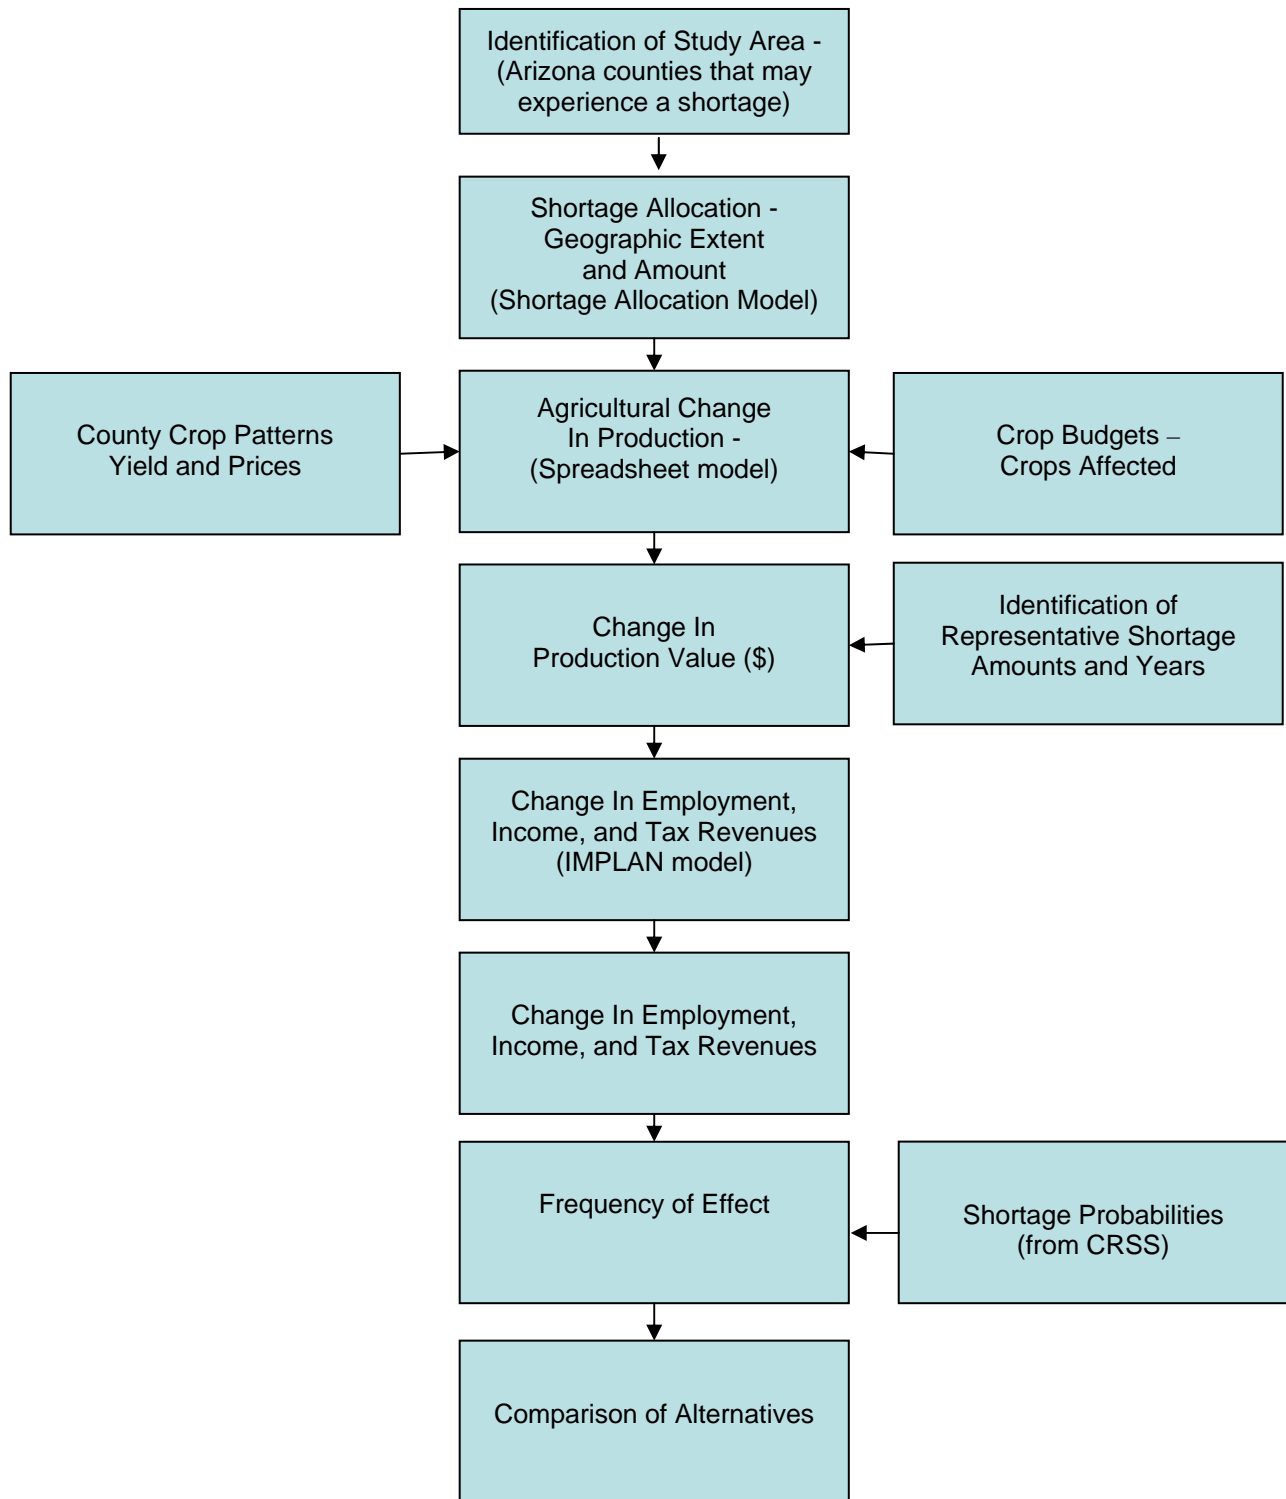 Identification of Study Area -
(Arizona counties that may
experience a shortage)
Shortage Allocation -
Geographic Extent
and Amount
(Shortage Allocation Model)
County Crop Patterns
Yield and Prices
Agricultural Change
In Production -
(Spreadsheet model)
Crop Budgets –
Crops Affected
Change In
Production Value ($)
Identification of
Representative Shortage
Amounts and Years
Change In Employment,
Income, and Tax Revenues
(IMPLAN model)
Change In Employment,
Income, and Tax Revenues
Frequency of Effect
Shortage Probabilities
(from CRSS)
Comparison of Alternatives